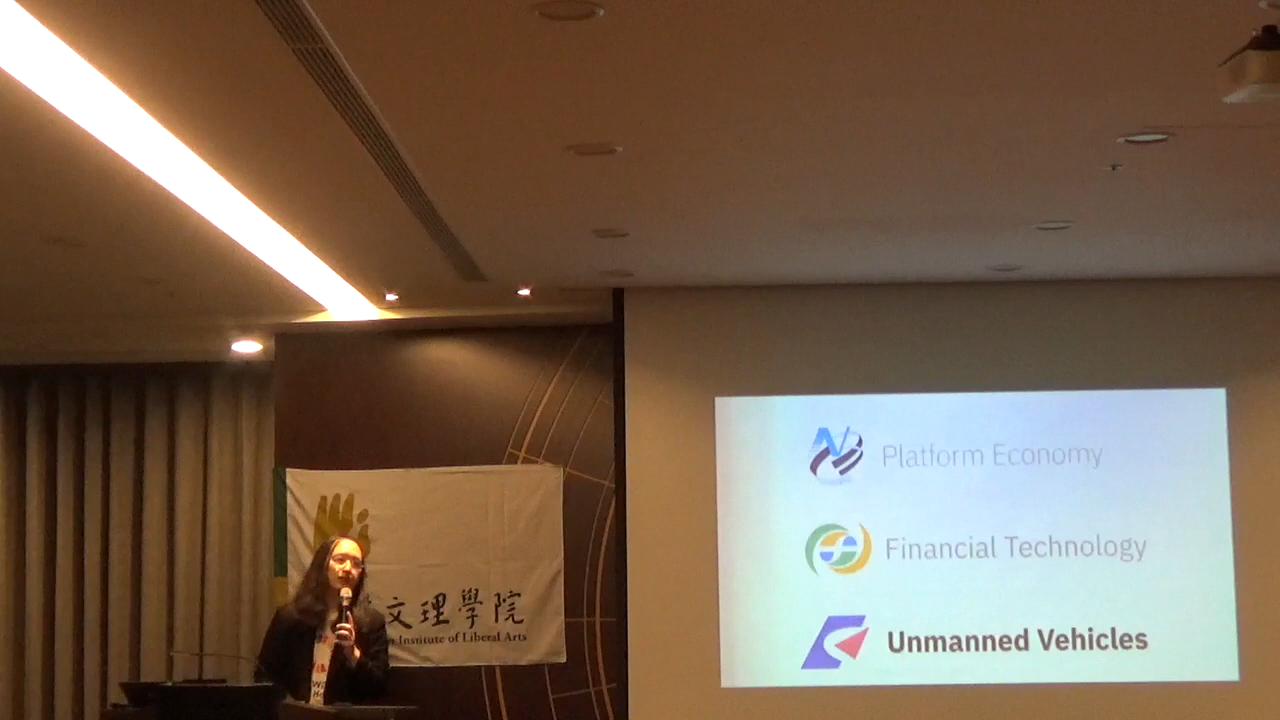 Platform Economy
Financial Technology
Unmanned Vehicles
文理學院
Institute of Liberal Arts